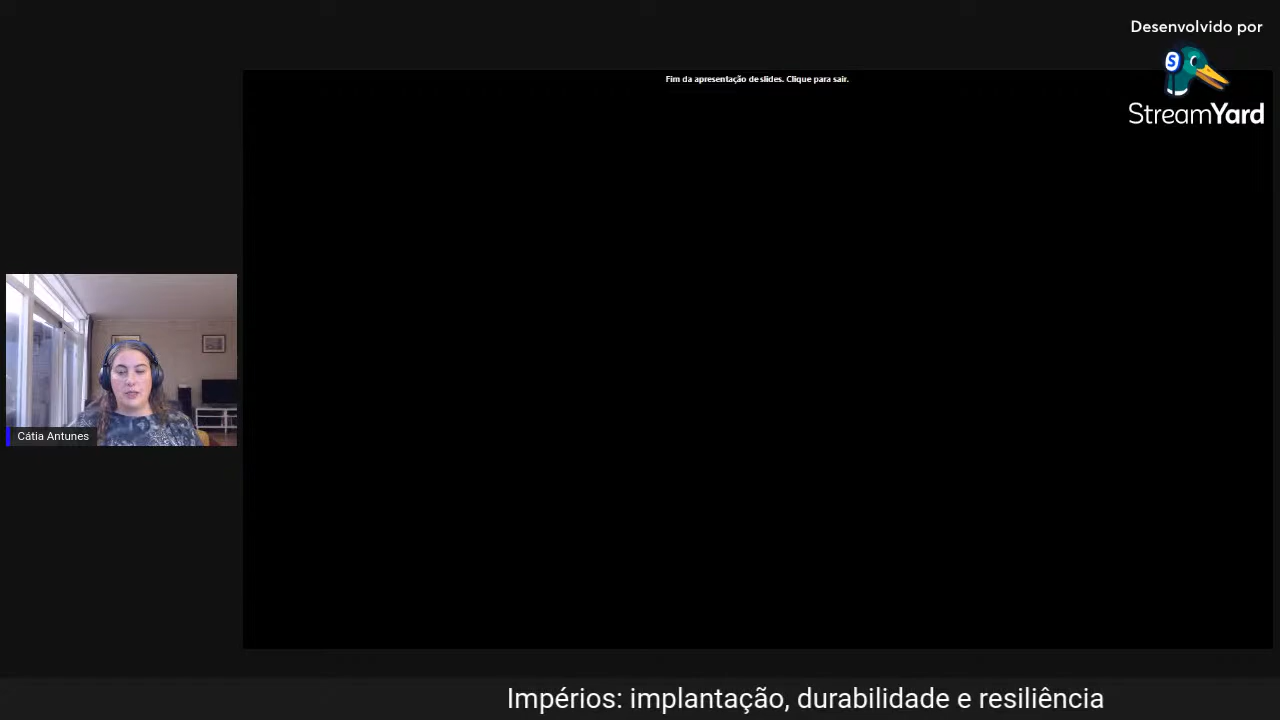 Desenvolvido por
StreamYard
Fim da apresentação de slides. Clique para sair.
Cátia Antunes
Impérios: implantação, durabilidade e resiliência